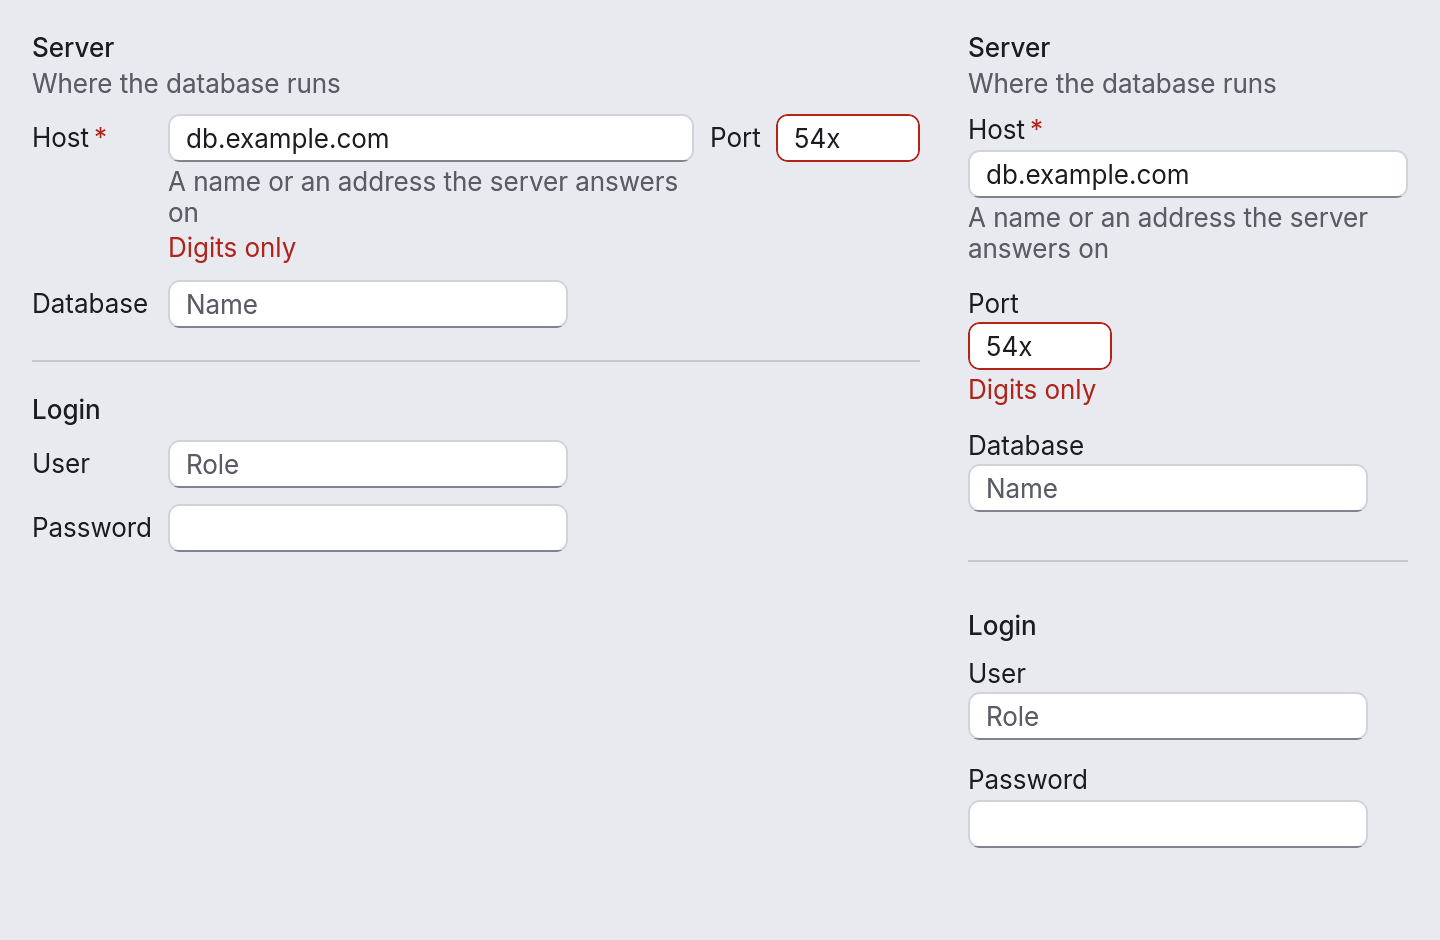 Server
Where the database runs
Host *
db.example.com
Port
54x
A name or an address the server answers
on
Digits only
Database
Name
Login
User
Role
Password
Server
Where the database runs
Host *
db.example.com
A name or an address the server
answers on
Port
54x
Digits only
Database
Name
Login
User
Role
Password